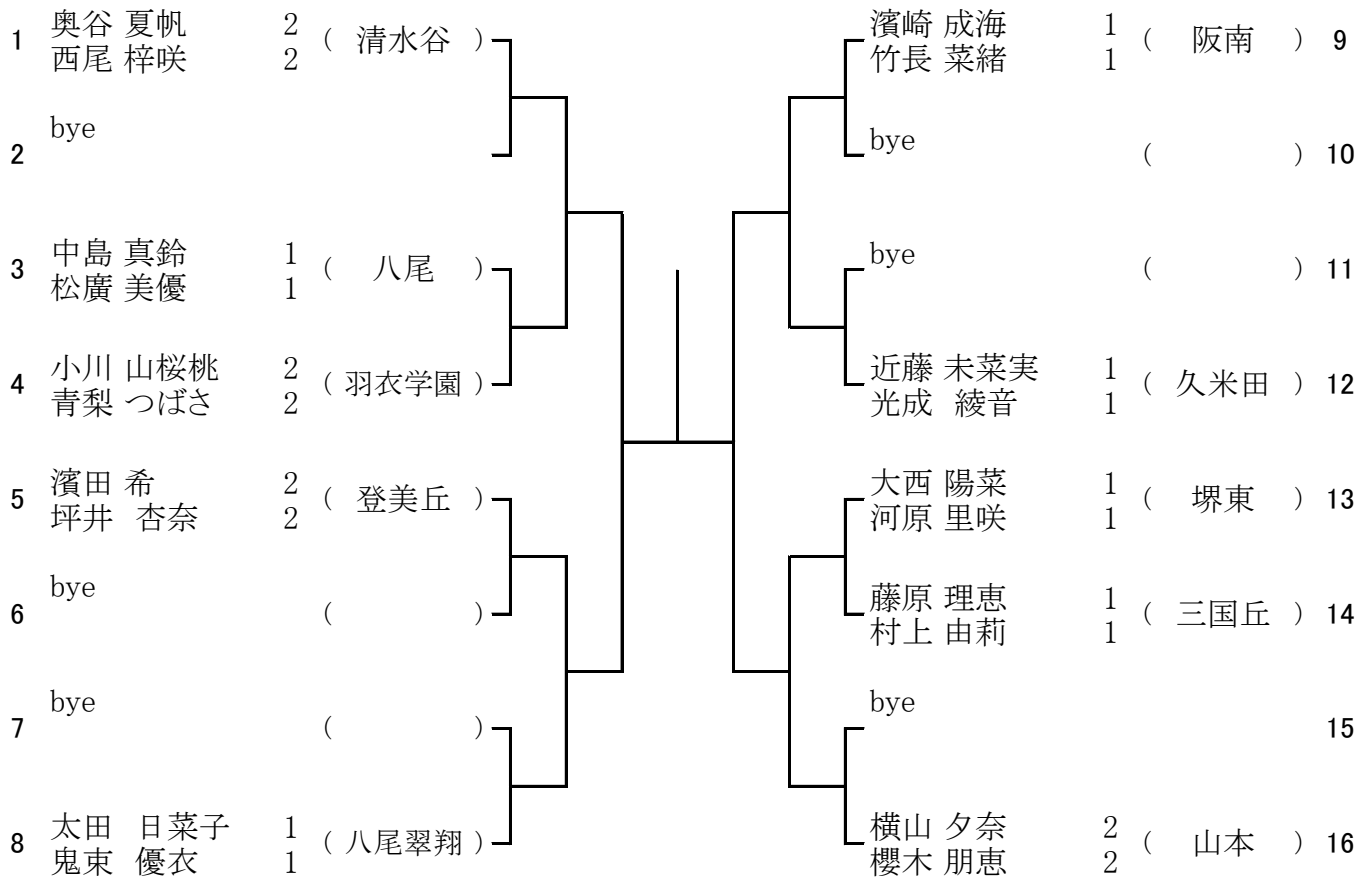 1 奥谷 夏帆 2 ( 清水谷 )
西尾 梓咲 2
2 bye
3 中島 真鈴 1 ( 八尾 )
松廣 美優 1
4 小川 山桜桃 2 ( 羽衣学園 )
青梨 つばさ 2
5 濱田 希 2 ( 登美丘 )
坪井 杏奈 2
6 bye ( )
7 bye ( )
8 太田 日菜子 1 ( 八尾翠翔 )
鬼束 優衣 1
濱崎 成海 1 ( 阪南 ) 9
竹長 菜緒 1
bye ( ) 10
bye ( ) 11
近藤 未菜実 1 ( 久米田 ) 12
光成 綾音 1
大西 陽菜 1 ( 堺東 ) 13
河原 里咲 1
藤原 理恵 1 ( 三国丘 ) 14
村上 由莉 1
bye 15
横山 夕奈 2 ( 山本 ) 16
櫻木 朋恵 2